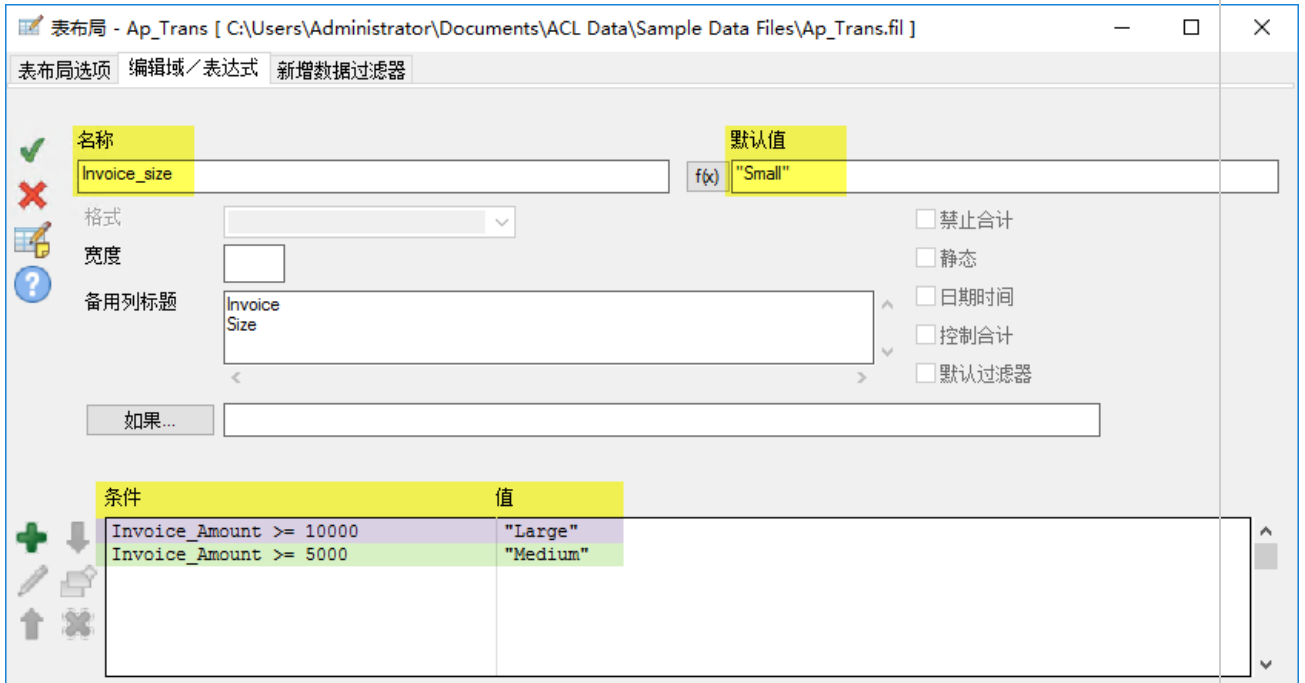 表布局 - Ap_Trans [ C:\Users\Administrator\Documents\ACL Data\Sample Data Files\Ap_Trans.fil ]
表布局选项 编辑域／表达式 新增数据过滤器
名称 默认值
Invoice_size f(x) "Small"
格式 禁止合计
宽度 静态
备用列标题 日期时间
Invoice
Size
控制合计
默认过滤器
如果...
条件 值
Invoice_Amount >= 10000 "Large"
Invoice_Amount >= 5000 "Medium"